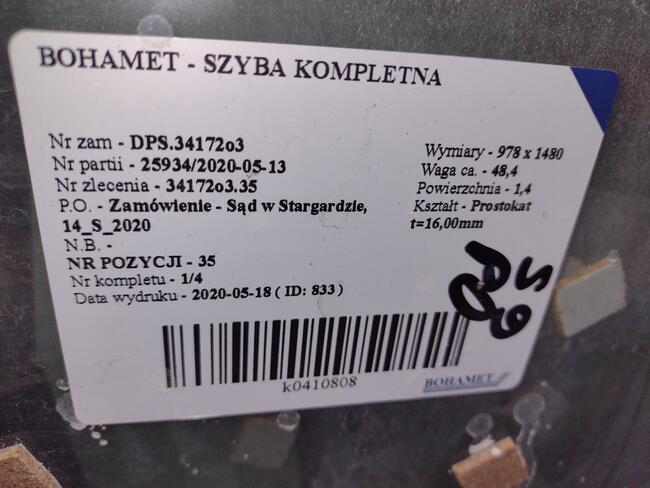 BOHAMET - SZYBA KOMPLETNA
Nr zam - DPS.34172o3
Nr partii - 25934/2020-05-13
Nr zlecenia - 34172o3.35
P.O. - Zamówienie - Sąd w Stargardzie,
14_S_2020
N.B. -
NR POZYCJI - 35
Nr kompletu - 1/4
Data wydruku - 2020-05-18 ( ID: 833 )
Wymiary - 978 x 1480
Waga ca. - 48,4
Powierzchnia - 1,4
Kształt - Prostokat
t=16,00mm
k0410808
BOHAMET